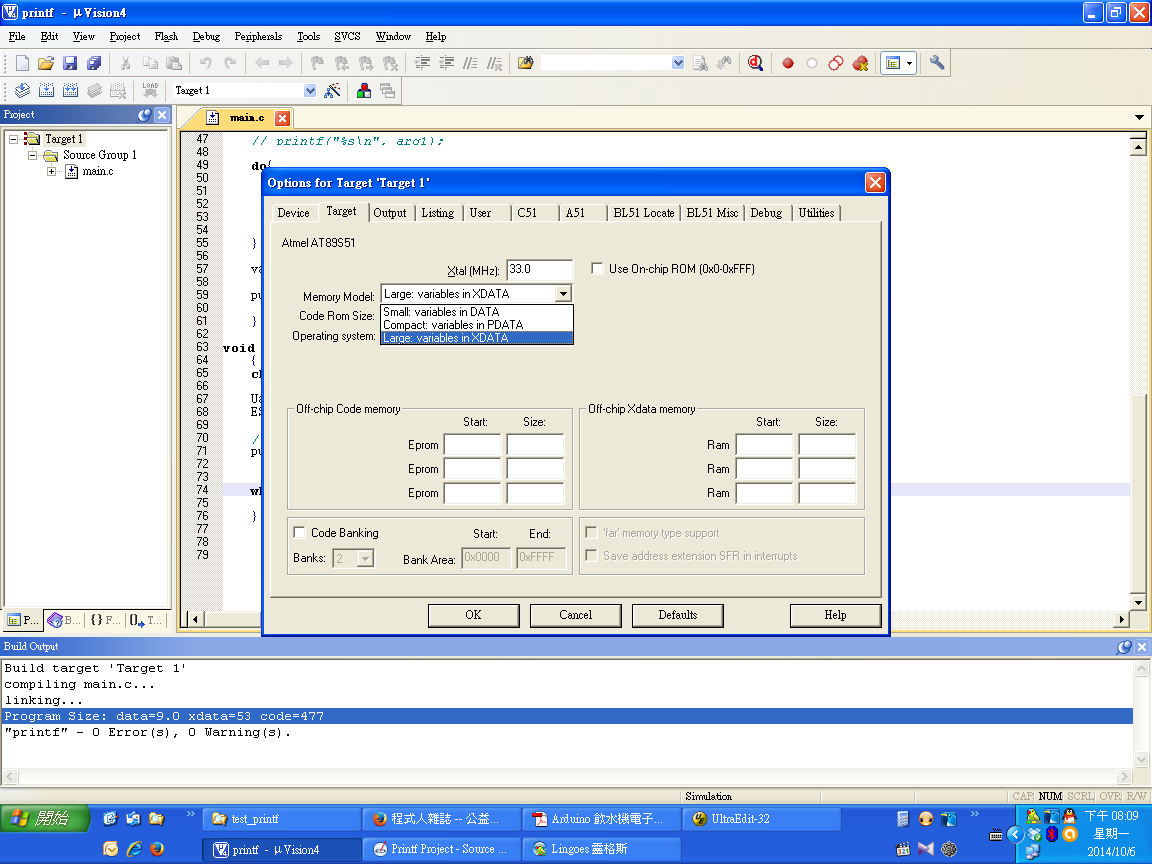 printf - µVision4
File Edit View Project Flash Debug Peripherals Tools SVCS Window Help
LOAD Target 1
Project
main.c
Target 1
Source Group 1
main.c
47 // printf("%s\n", arg1);
48
49 do{
50
51
52
53
54
55 }
56
57
58
59
60
61 }
62
63 void
64 {
65
66
67
68
69
70
71
72
73
74
75
76 }
77
78
79
Options for Target 'Target 1'
Device Target Output Listing User C51 A51 BL51 Locate BL51 Misc Debug Utilities
Atmel AT89S51
Xtal (MHz): 33.0 Use On-chip ROM (0x0-0xFFF)
Memory Model: Large: variables in XDATA
Code Rom Size: Small: variables in DATA
Compact: variables in PDATA
Operating system: Large: variables in XDATA
Off-chip Code memory
Start: Size:
Eprom
Eprom
Eprom
Off-chip Xdata memory
Start: Size:
Ram
Ram
Ram
Code Banking Start: End:
Banks: 2 Bank Area: 0x0000 0xFFFF
'far' memory type support
Save address extension SFR in interrupts
OK Cancel Defaults Help
P... B... {} F... T...
Build Output
Build target 'Target 1'
compiling main.c...
linking...
Program Size: data=9.0 xdata=53 code=477
"printf" - 0 Error(s), 0 Warning(s).
Simulation CAP NUM SCRL OVR R/W
開始 test_printf 程式人雜誌 -- 公益... Arduino 飲水機電子... UltraEdit-32 下午 08:09
星期一
printf - µVision4 Printf Project - Source ... Lingoes 靈格斯 2014/10/6